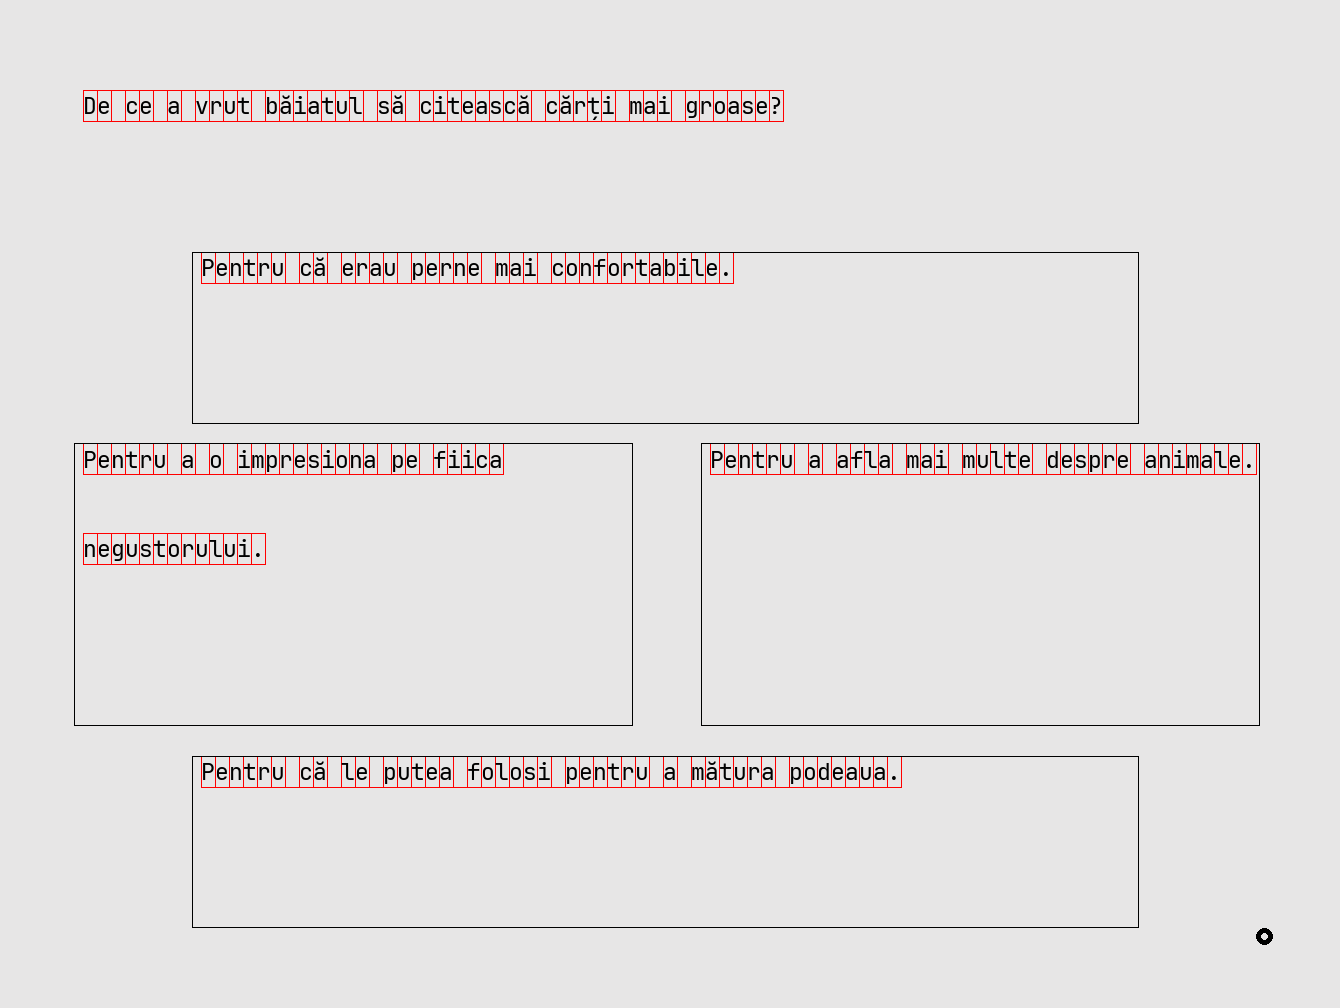 De ce a vrut băiatul să citească cărți mai groase?
Pentru că erau perne mai confortabile.
Pentru a o impresiona pe fiica
negustorului.
Pentru a afla mai multe despre animale.
Pentru că le putea folosi pentru a mătura podeaua.